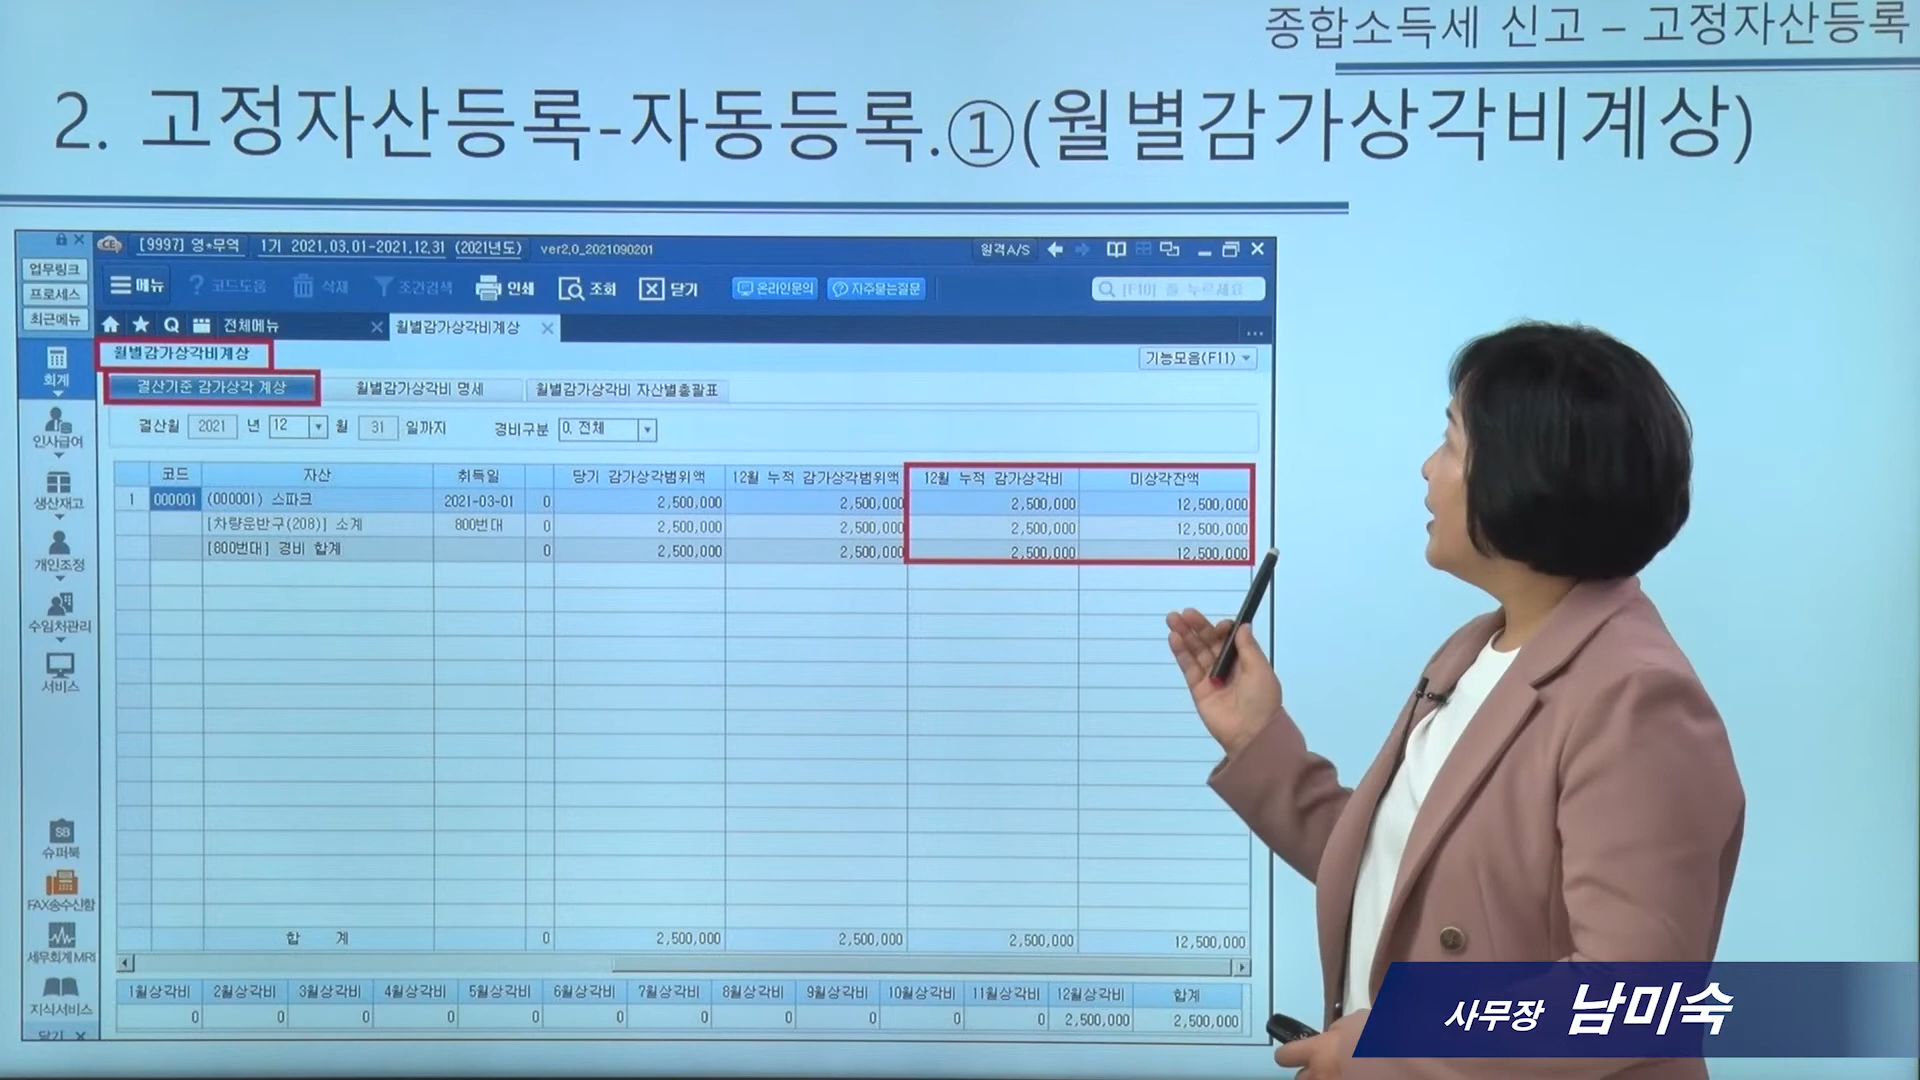 종합소득세 신고 – 고정자산등록
2. 고정자산등록-자동등록.①(월별감가상각비계상)
[9997] 영*무역 1기 2021.03.01-2021.12.31 (2021년도) ver2.0_2021090201 원격A/S
업무링크
프로세스
최근메뉴
메뉴 코드도움 삭제 조건검색 인쇄 조회 닫기 온라인문의 자주묻는질문
전체메뉴 월별감가상각비계상
월별감가상각비계상 기능모음(F11)
결산기준 감가상각 계상 월별감가상각비 명세 월별감가상각비 자산별총괄표
결산월 2021 년 12 월 31 일까지 경비구분 0. 전체
코드 자산 취득일 당기 감가상각범위액 12월 누적 감가상각범위액 12월 누적 감가상각비 미상각잔액
1 000001 (000001) 스파크 2021-03-01 0 2,500,000 2,500,000 2,500,000 12,500,000
[차량운반구(208)] 소계 800번대 0 2,500,000 2,500,000 2,500,000 12,500,000
[800번대] 경비 합계 0 2,500,000 2,500,000 2,500,000 12,500,000
합 계 0 2,500,000 2,500,000 2,500,000 12,500,000
1월상각비 2월상각비 3월상각비 4월상각비 5월상각비 6월상각비 7월상각비 8월상각비 9월상각비 10월상각비 11월상각비 12월상각비 합계
0 0 0 0 0 0 0 0 0 0 0 2,500,000 2,500,000
회계
인사급여
생산재고
개인조정
수임처관리
서비스
SB
슈퍼북
FAX송수신함
세무회계MRI
지식서비스
닫기
사무장 남미숙